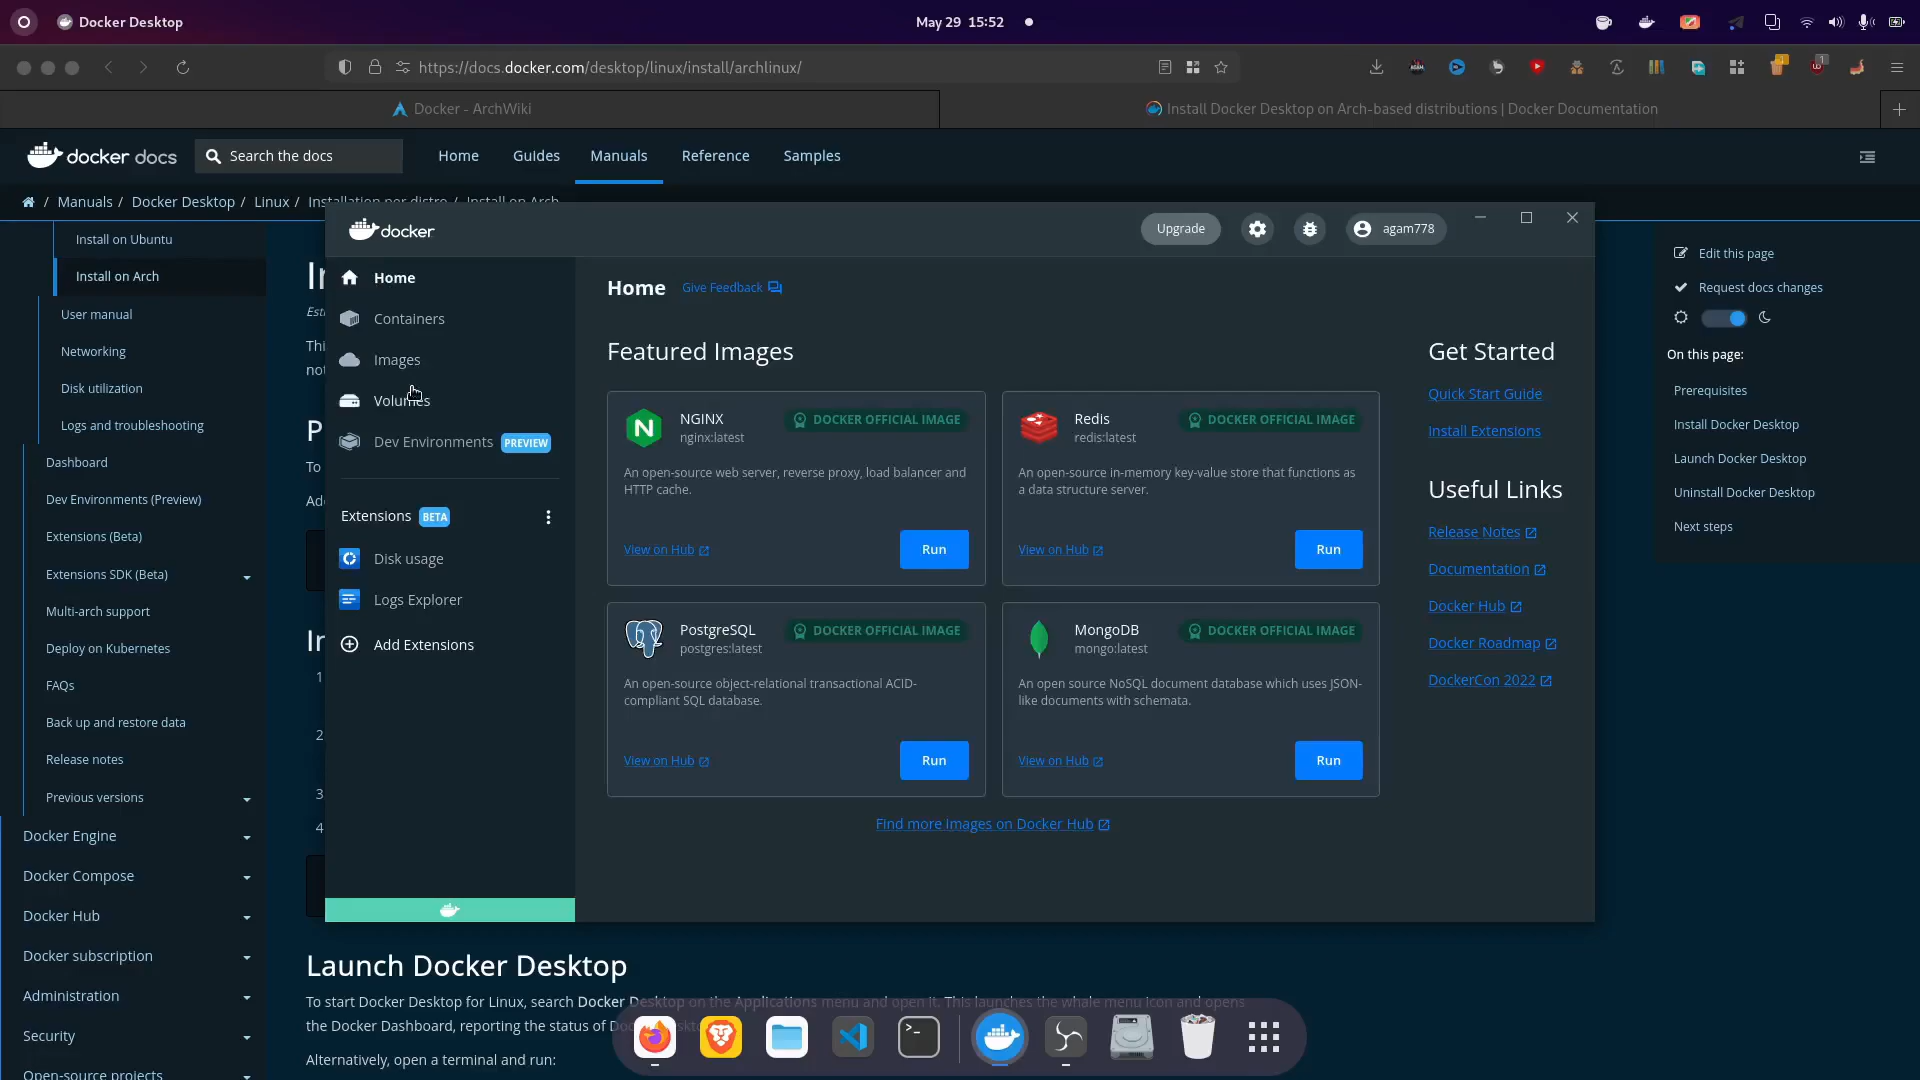 Docker Desktop
May 29 15:52
https://docs.docker.com/desktop/linux/install/archlinux/
Docker - ArchWiki
Install Docker Desktop on Arch-based distributions | Docker Documentation
docker docs
Search the docs
Home
Guides
Manuals
Reference
Samples
/ Manuals / Docker Desktop / Linux / Installation per distro / Install on Arch
Install on Ubuntu
Install on Arch
User manual
Networking
Disk utilization
Logs and troubleshooting
Dashboard
Dev Environments (Preview)
Extensions (Beta)
Extensions SDK (Beta)
Multi-arch support
Deploy on Kubernetes
FAQs
Back up and restore data
Release notes
Previous versions
Docker Engine
Docker Compose
Docker Hub
Docker subscription
Administration
Security
Open-source projects
docker
Upgrade
agam778
Home
Containers
Images
Volumes
Dev Environments PREVIEW
Extensions BETA
Disk usage
Logs Explorer
Add Extensions
Home
Give Feedback
Featured Images
NGINX
DOCKER OFFICIAL IMAGE
nginx:latest
An open-source web server, reverse proxy, load balancer and
HTTP cache.
View on Hub
Run
Redis
DOCKER OFFICIAL IMAGE
redis:latest
An open-source in-memory key-value store that functions as
a data structure server.
View on Hub
Run
PostgreSQL
DOCKER OFFICIAL IMAGE
postgres:latest
An open-source object-relational transactional ACID-
compliant SQL database.
View on Hub
Run
MongoDB
DOCKER OFFICIAL IMAGE
mongo:latest
An open source NoSQL document database which uses JSON-
like documents with schemata.
View on Hub
Run
Find more images on Docker Hub
Get Started
Quick Start Guide
Install Extensions
Useful Links
Release Notes
Documentation
Docker Hub
Docker Roadmap
DockerCon 2022
Edit this page
Request docs changes
On this page:
Prerequisites
Install Docker Desktop
Launch Docker Desktop
Uninstall Docker Desktop
Next steps
1
2
3
4
Launch Docker Desktop
To start Docker Desktop for Linux, search Docker Desktop on the Applications menu and open it. This launches the whale menu icon and opens
the Docker Dashboard, reporting the status of
Alternatively, open a terminal and run: